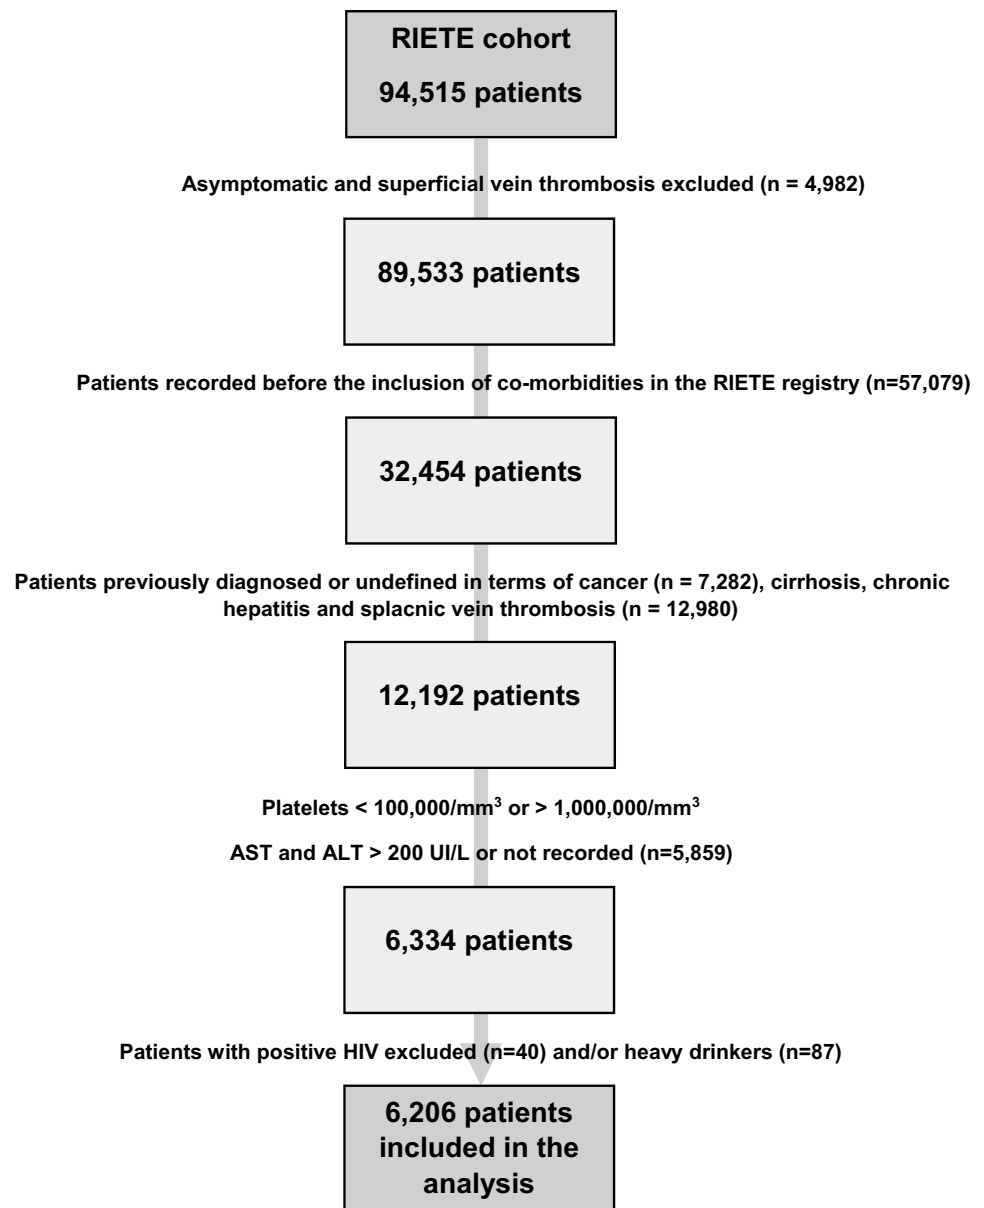 RIETE cohort
94,515 patients
Asymptomatic and superficial vein thrombosis excluded (n = 4,982)
89,533 patients
Patients recorded before the inclusion of co-morbidities in the RIETE registry (n=57,079)
32,454 patients
Patients previously diagnosed or undefined in terms of cancer (n = 7,282), cirrhosis, chronic
hepatitis and splacnic vein thrombosis (n = 12,980)
12,192 patients
Platelets < 100,000/mm³ or > 1,000,000/mm³
AST and ALT > 200 UI/L or not recorded (n=5,859)
6,334 patients
Patients with positive HIV excluded (n=40) and/or heavy drinkers (n=87)
6,206 patients
included in the
analysis